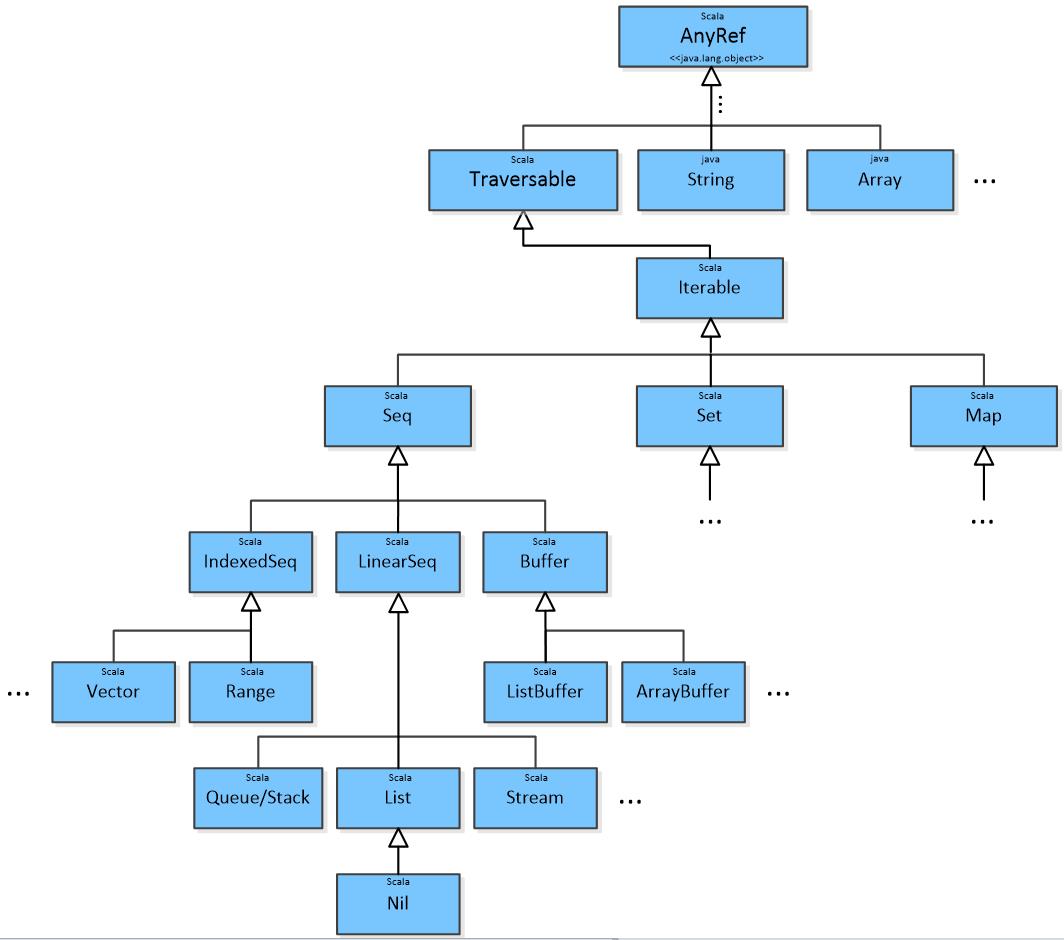 Scala
AnyRef
<<java.lang.object>>
⋮
Scala
Traversable
java
String
java
Array
...
Scala
Iterable
Scala
Seq
Scala
Set
Scala
Map
...
...
Scala
IndexedSeq
Scala
LinearSeq
Scala
Buffer
...
Scala
Vector
Scala
Range
Scala
ListBuffer
Scala
ArrayBuffer
...
Scala
Queue/Stack
Scala
List
Scala
Stream
...
Scala
Nil